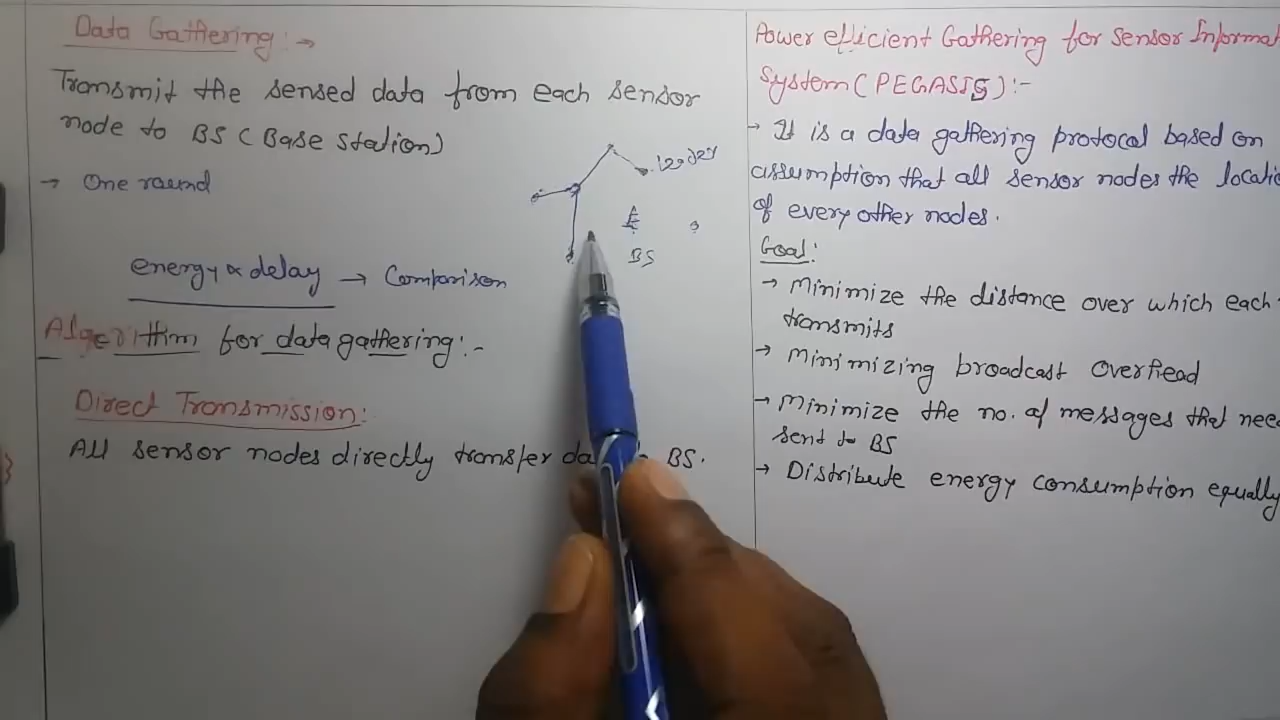 Data Gathering :→
Transmit the sensed data from each sensor
node to BS (Base station)
→ One round
BS
energy ∝ delay → Comparison
Algorithm for data gathering :-
Direct Transmission:
All sensor nodes directly transfer da BS.
Power efficient Gathering for Sensor Informat
System (PEGASIS) :-
→ It is a data gathering protocal based on
assumption that all sensor nodes the locatio
of every other nodes.
Goal:
→ Minimize the distance over which each
transmits
→ Minimizing broadcast overhead
→ Minimize the no. of messages that nee
sent to BS
→ Distribute energy consumption equally